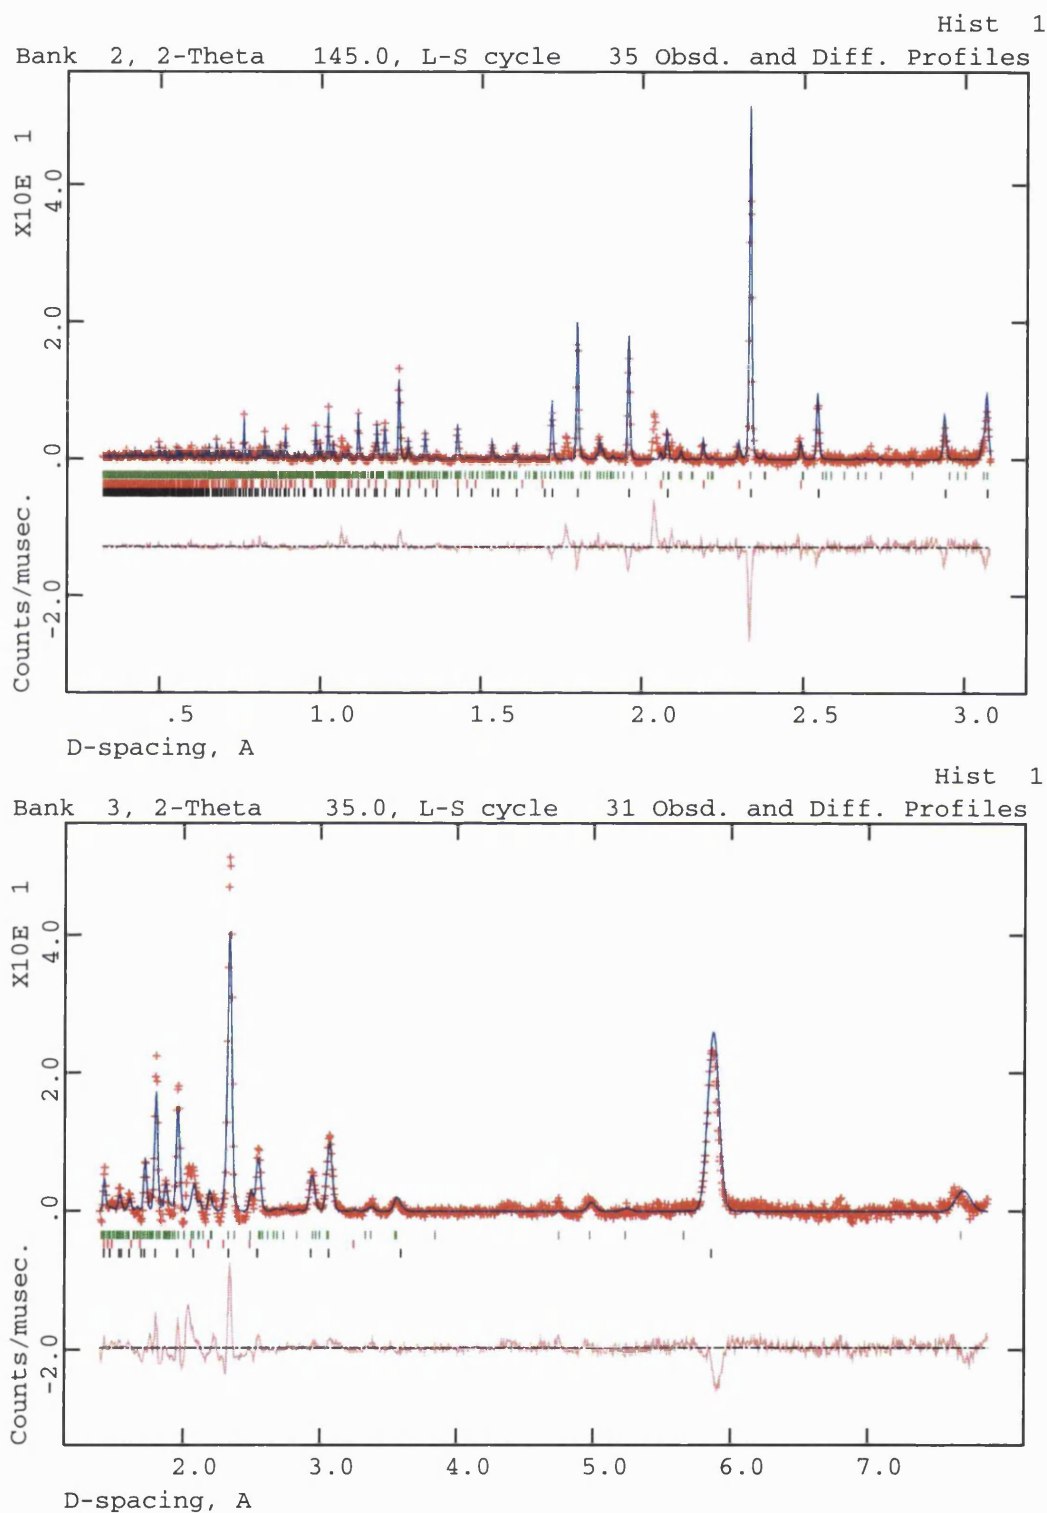 Hist 1
Bank 2, 2-Theta 145.0, L-S cycle 35 Obsd. and Diff. Profiles
X10E 1
4.0
2.0
.0
-2.0
Counts/musec.
.5 1.0 1.5 2.0 2.5 3.0
D-spacing, A
Hist 1
Bank 3, 2-Theta 35.0, L-S cycle 31 Obsd. and Diff. Profiles
X10E 1
4.0
2.0
.0
-2.0
Counts/musec.
2.0 3.0 4.0 5.0 6.0 7.0
D-spacing, A